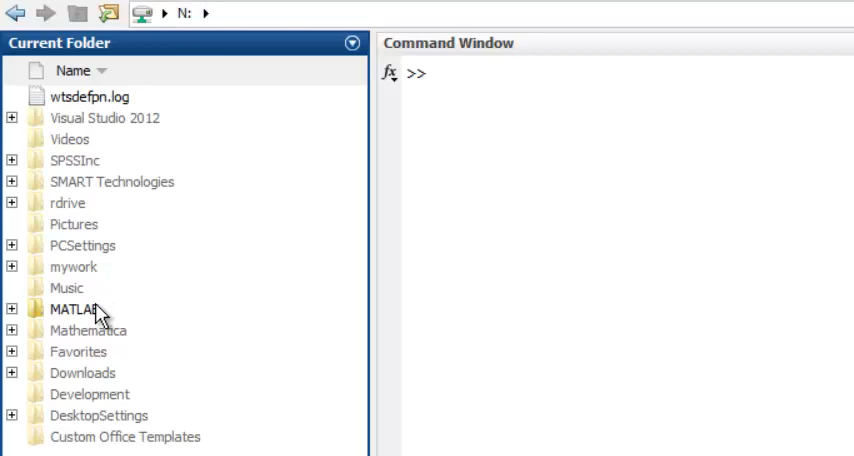 N:
Current Folder
Command Window
Name
fx >>
wtsdefpn.log
Visual Studio 2012
Videos
SPSSInc
SMART Technologies
rdrive
Pictures
PCSettings
mywork
Music
MATLAB
Mathematica
Favorites
Downloads
Development
DesktopSettings
Custom Office Templates